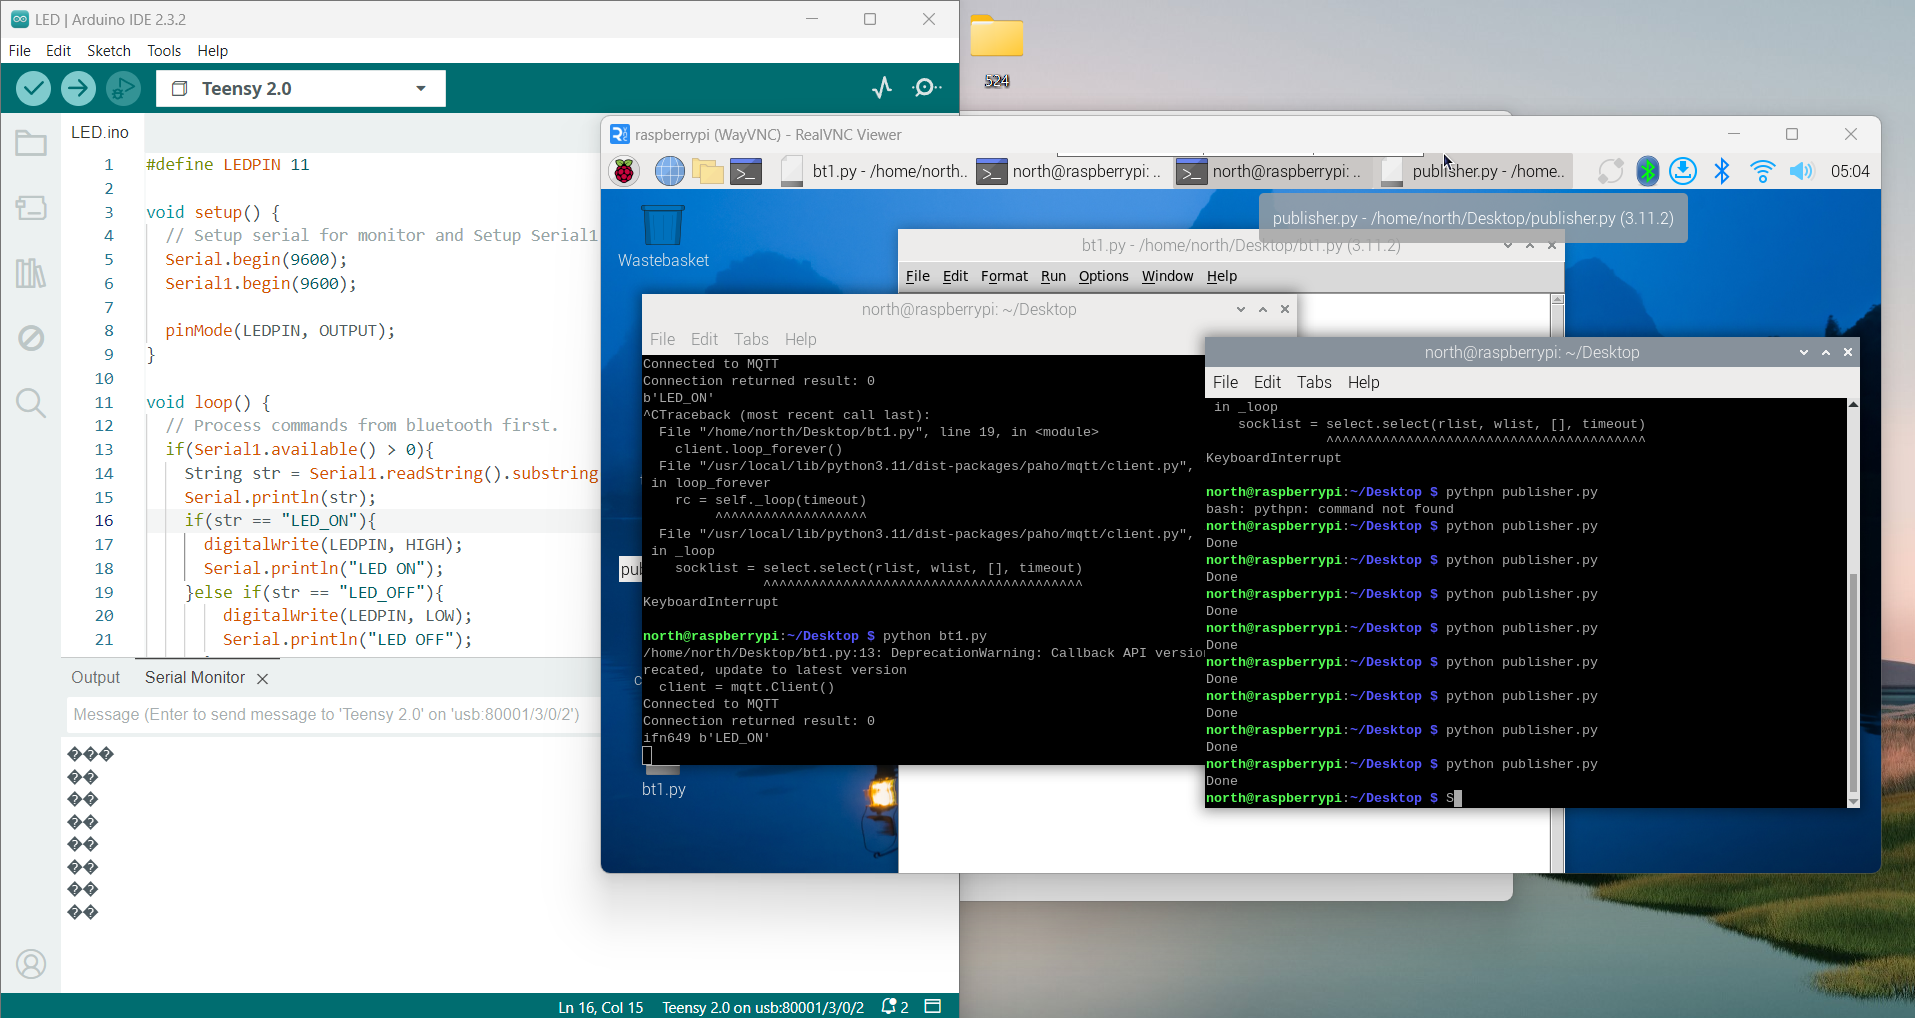 LED | Arduino IDE 2.3.2
File Edit Sketch Tools Help
Teensy 2.0
LED.ino
1 #define LEDPIN 11
2
3 void setup() {
4 // Setup serial for monitor and Setup Serial1
5 Serial.begin(9600);
6 Serial1.begin(9600);
7
8 pinMode(LEDPIN, OUTPUT);
9 }
10
11 void loop() {
12 // Process commands from bluetooth first.
13 if(Serial1.available() > 0){
14 String str = Serial1.readString().substring
15 Serial.println(str);
16 if(str == "LED_ON"){
17 digitalWrite(LEDPIN, HIGH);
18 Serial.println("LED ON");
19 }else if(str == "LED_OFF"){
20 digitalWrite(LEDPIN, LOW);
21 Serial.println("LED OFF");
Output Serial Monitor
Message (Enter to send message to 'Teensy 2.0' on 'usb:80001/3/0/2')
���
��
��
��
��
��
��
��
Ln 16, Col 15 Teensy 2.0 on usb:80001/3/0/2 2
524
raspberrypi (WayVNC) - RealVNC Viewer
bt1.py - /home/north.. north@raspberrypi: .. north@raspberrypi: .. publisher.py - /home.. 05:04
publisher.py - /home/north/Desktop/publisher.py (3.11.2)
Wastebasket
bt1.py - /home/north/Desktop/bt1.py (3.11.2)
File Edit Format Run Options Window Help
north@raspberrypi: ~/Desktop
File Edit Tabs Help
Connected to MQTT
Connection returned result: 0
b'LED_ON'
^CTraceback (most recent call last):
File "/home/north/Desktop/bt1.py", line 19, in <module>
client.loop_forever()
File "/usr/local/lib/python3.11/dist-packages/paho/mqtt/client.py",
in loop_forever
rc = self._loop(timeout)
^^^^^^^^^^^^^^^^^^^
File "/usr/local/lib/python3.11/dist-packages/paho/mqtt/client.py",
in _loop
socklist = select.select(rlist, wlist, [], timeout)
^^^^^^^^^^^^^^^^^^^^^^^^^^^^^^^^^^^^^^^^
KeyboardInterrupt
north@raspberrypi:~/Desktop $ python bt1.py
/home/north/Desktop/bt1.py:13: DeprecationWarning: Callback API versio
recated, update to latest version
client = mqtt.Client()
Connected to MQTT
Connection returned result: 0
ifn649 b'LED_ON'
pub
c
bt1.py
north@raspberrypi: ~/Desktop
File Edit Tabs Help
in _loop
socklist = select.select(rlist, wlist, [], timeout)
^^^^^^^^^^^^^^^^^^^^^^^^^^^^^^^^^^^^^^^^
KeyboardInterrupt
north@raspberrypi:~/Desktop $ pythpn publisher.py
bash: pythpn: command not found
north@raspberrypi:~/Desktop $ python publisher.py
Done
north@raspberrypi:~/Desktop $ python publisher.py
Done
north@raspberrypi:~/Desktop $ python publisher.py
Done
north@raspberrypi:~/Desktop $ python publisher.py
Done
north@raspberrypi:~/Desktop $ python publisher.py
Done
north@raspberrypi:~/Desktop $ python publisher.py
Done
north@raspberrypi:~/Desktop $ python publisher.py
Done
north@raspberrypi:~/Desktop $ python publisher.py
Done
north@raspberrypi:~/Desktop $ S